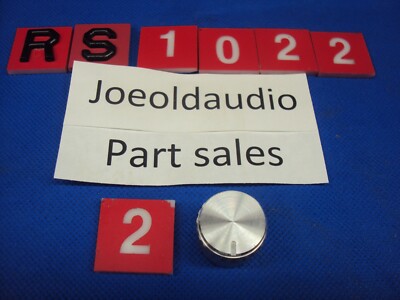 RS 1022
Joeoldaudio
Part sales
2